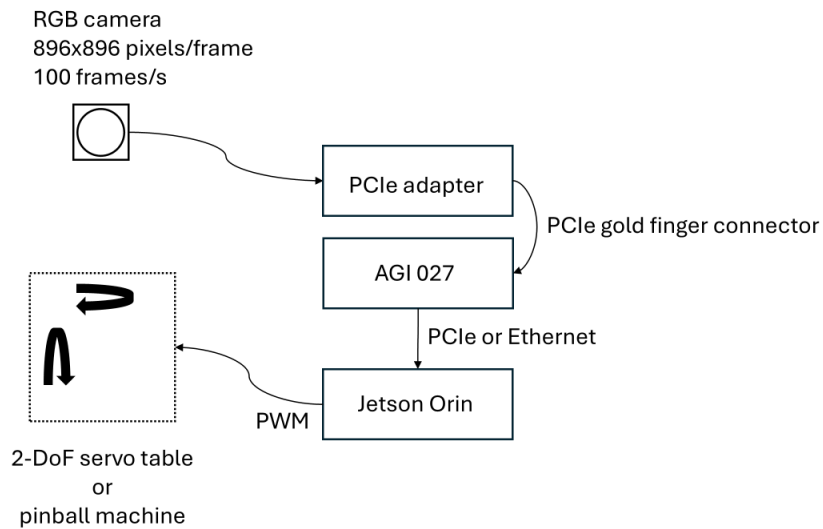 RGB camera
896x896 pixels/frame
100 frames/s
PCIe adapter
PCIe gold finger connector
AGI 027
PCIe or Ethernet
Jetson Orin
PWM
2-DoF servo table
or
pinball machine